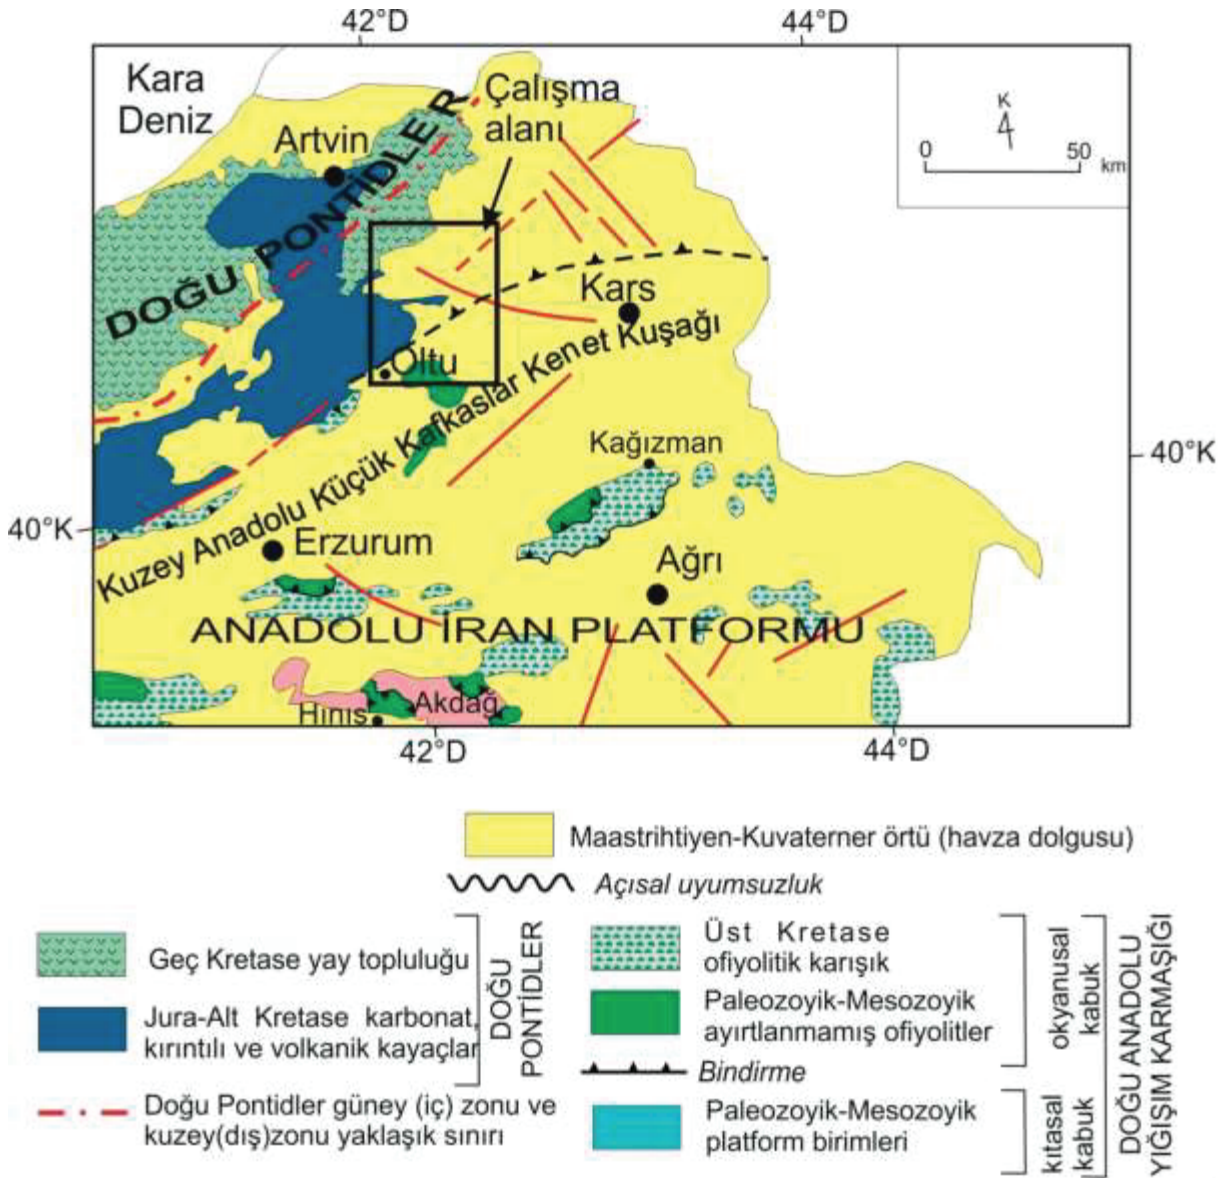 42°D
44°D
Kara
Deniz
Çalışma
alanı
Artvin
K
0
50
km
DOĞU PONTİDLER
Kars
Oltu
Kuzey Anadolu Küçük Kafkaslar Kenet Kuşağı
Kağızman
40°K
40°K
Erzurum
Ağrı
ANADOLU İRAN PLATFORMU
Akdağ
Hınıs
42°D
44°D
Maastrihtiyen-Kuvaterner örtü (havza dolgusu)
Açısal uyumsuzluk
Geç Kretase yay topluluğu
Jura-Alt Kretase karbonat,
kırıntılı ve volkanik kayaçlar
DOĞU
PONTİDLER
Doğu Pontidler güney (iç) zonu ve
kuzey(dış)zonu yaklaşık sınırı
Üst Kretase
ofiyolitik karışık
Paleozoyik-Mesozoyik
ayırtlanmamış ofiyolitler
Bindirme
Paleozoyik-Mesozoyik
platform birimleri
okyanusal
kabuk
kıtasal
kabuk
DOĞU ANADOLU
YIĞIŞIM KARMAŞIĞI